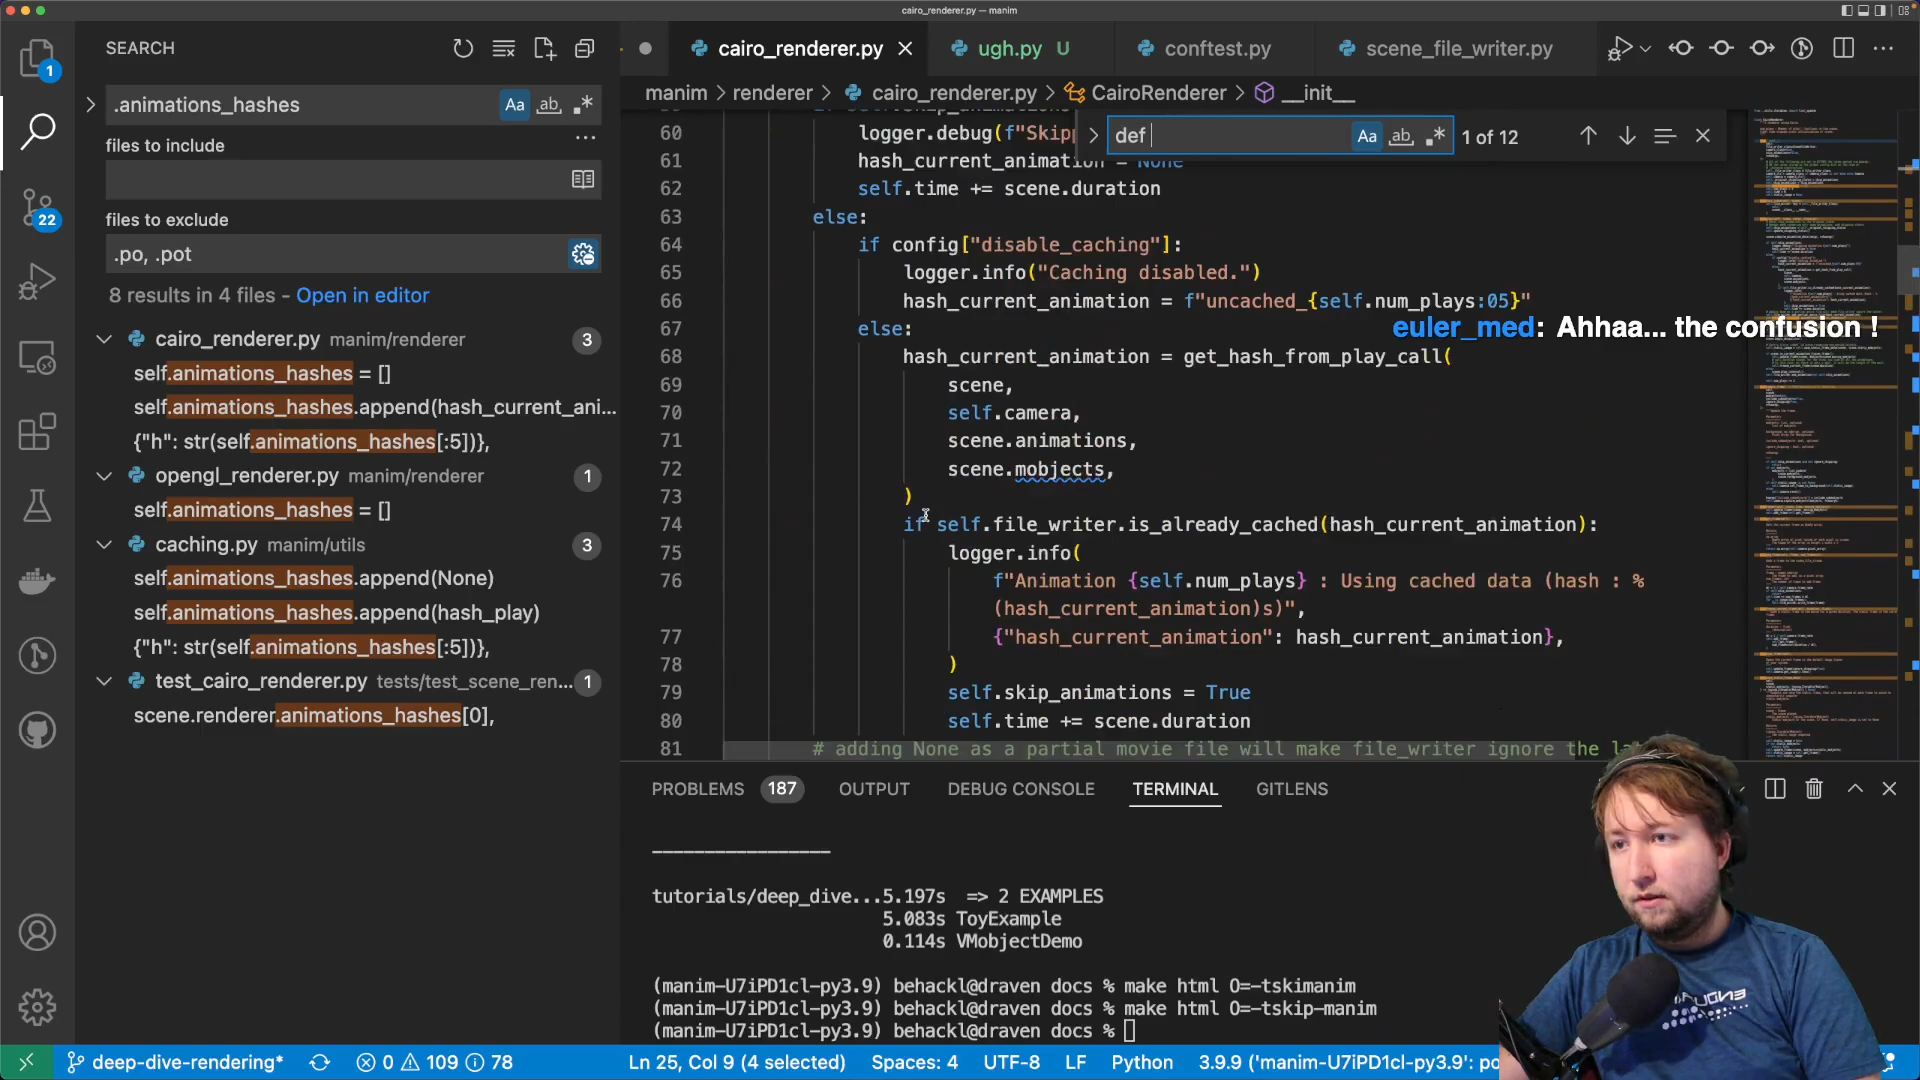 cairo_renderer.py — manim
SEARCH
cairo_renderer.py
ugh.py U
conftest.py
scene_file_writer.py
1
.animations_hashes
Aa ab
files to include
files to exclude
.po, .pot
22
8 results in 4 files - Open in editor
cairo_renderer.py manim/renderer 3
self.animations_hashes = []
self.animations_hashes.append(hash_current_ani...
{"h": str(self.animations_hashes[:5])},
opengl_renderer.py manim/renderer 1
self.animations_hashes = []
caching.py manim/utils 3
self.animations_hashes.append(None)
self.animations_hashes.append(hash_play)
{"h": str(self.animations_hashes[:5])},
test_cairo_renderer.py tests/test_scene_ren... 1
scene.renderer.animations_hashes[0],
manim > renderer > cairo_renderer.py > CairoRenderer > __init__
def Aa ab 1 of 12
60 logger.debug(f"Skipp
61 hash_current_animation = None
62 self.time += scene.duration
63 else:
64 if config["disable_caching"]:
65 logger.info("Caching disabled.")
66 hash_current_animation = f"uncached_{self.num_plays:05}"
67 else:
euler_med: Ahhaa... the confusion !
68 hash_current_animation = get_hash_from_play_call(
69 scene,
70 self.camera,
71 scene.animations,
72 scene.mobjects,
73 )
74 if self.file_writer.is_already_cached(hash_current_animation):
75 logger.info(
76 f"Animation {self.num_plays} : Using cached data (hash : %
(hash_current_animation)s)",
77 {"hash_current_animation": hash_current_animation},
78 )
79 self.skip_animations = True
80 self.time += scene.duration
81 # adding None as a partial movie file will make file_writer ignore the la
PROBLEMS 187 OUTPUT DEBUG CONSOLE TERMINAL GITLENS
tutorials/deep_dive...5.197s => 2 EXAMPLES
5.083s ToyExample
0.114s VMobjectDemo
(manim-U7iPD1cl-py3.9) behackl@draven docs % make html O=-tskimanim
(manim-U7iPD1cl-py3.9) behackl@draven docs % make html O=-tskip-manim
(manim-U7iPD1cl-py3.9) behackl@draven docs %
deep-dive-rendering* 0 109 78 Ln 25, Col 9 (4 selected) Spaces: 4 UTF-8 LF Python 3.9.9 ('manim-U7iPD1cl-py3.9': po